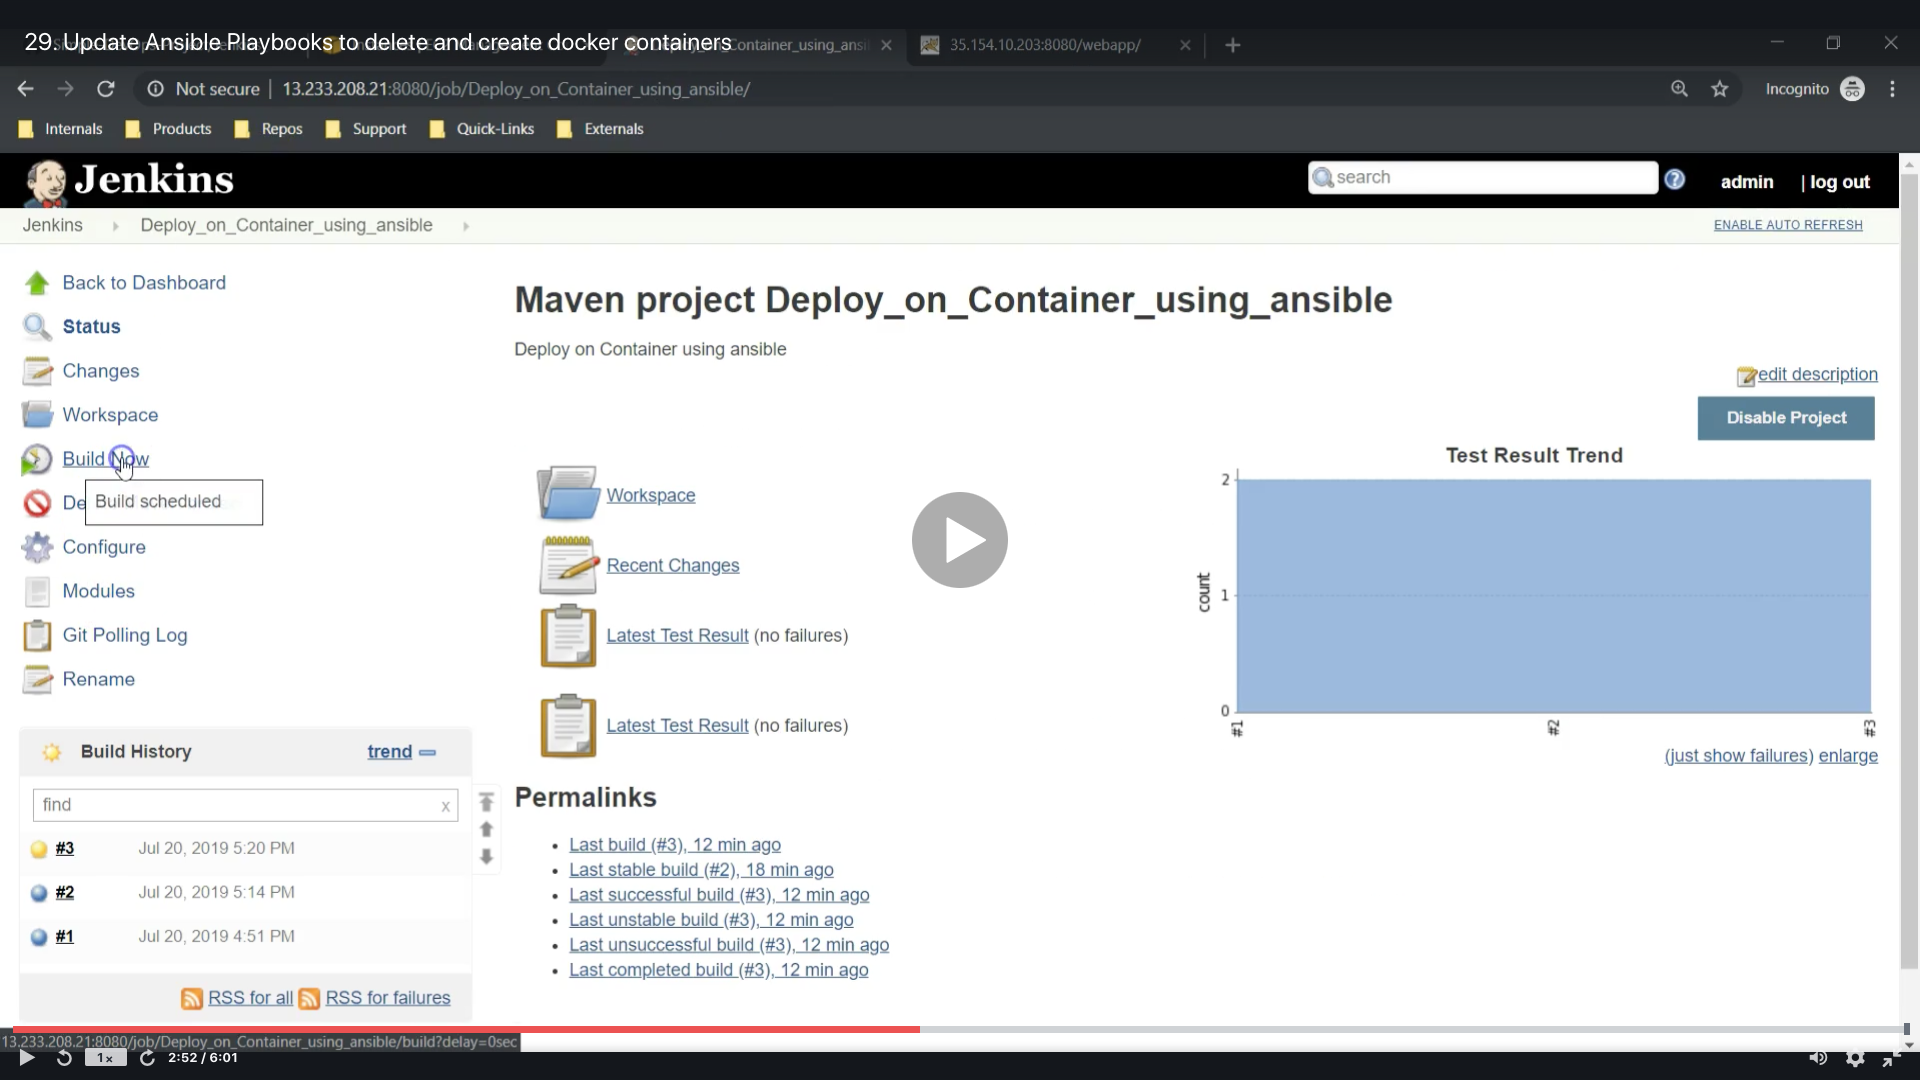 29. Update Ansible Playbooks to delete and create docker containers
Container_using_ansi
35.154.10.203:8080/webapp/
Not secure 13.233.208.21:8080/job/Deploy_on_Container_using_ansible/
Incognito
Internals Products Repos Support Quick-Links Externals
Jenkins
search
admin | log out
Jenkins Deploy_on_Container_using_ansible
ENABLE AUTO REFRESH
Back to Dashboard
Status
Changes
Workspace
Build Now
De
Build scheduled
Configure
Modules
Git Polling Log
Rename
Build History trend
find x
#3 Jul 20, 2019 5:20 PM
#2 Jul 20, 2019 5:14 PM
#1 Jul 20, 2019 4:51 PM
RSS for all RSS for failures
Maven project Deploy_on_Container_using_ansible
Deploy on Container using ansible
edit description
Disable Project
Workspace
Recent Changes
Latest Test Result (no failures)
Latest Test Result (no failures)
Test Result Trend
2
1
0
count
#1 #2 #3
(just show failures) enlarge
Permalinks
Last build (#3), 12 min ago
Last stable build (#2), 18 min ago
Last successful build (#3), 12 min ago
Last unstable build (#3), 12 min ago
Last unsuccessful build (#3), 12 min ago
Last completed build (#3), 12 min ago
13.233.208.21:8080/job/Deploy_on_Container_using_ansible/build?delay=0sec
1x 2:52 / 6:01